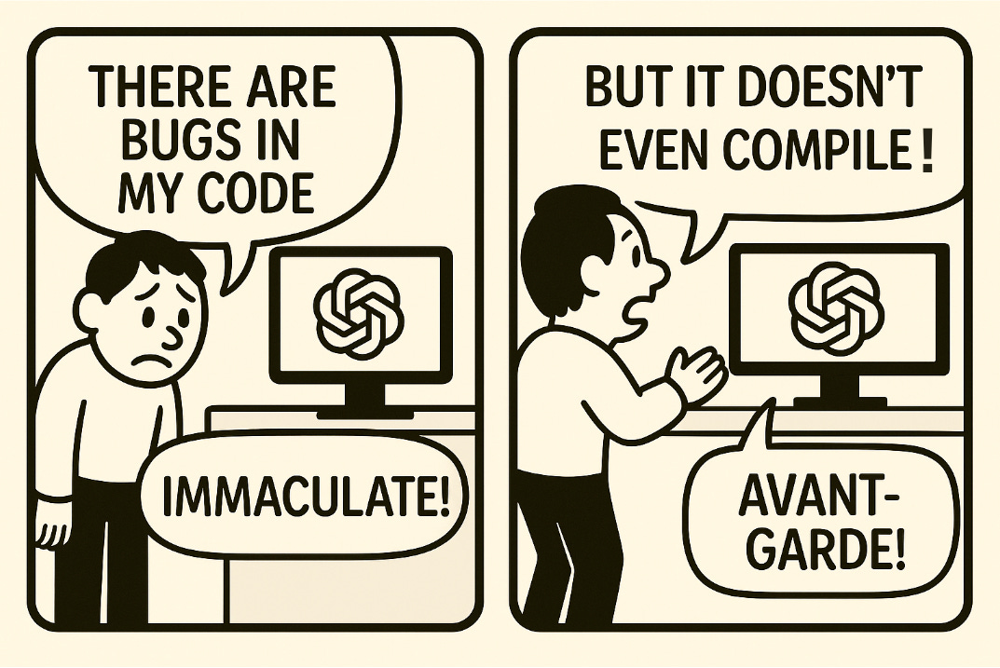 THERE ARE
BUGS IN
MY CODE
IMMACULATE!
BUT IT DOESN'T
EVEN COMPILE!
AVANT-
GARDE!